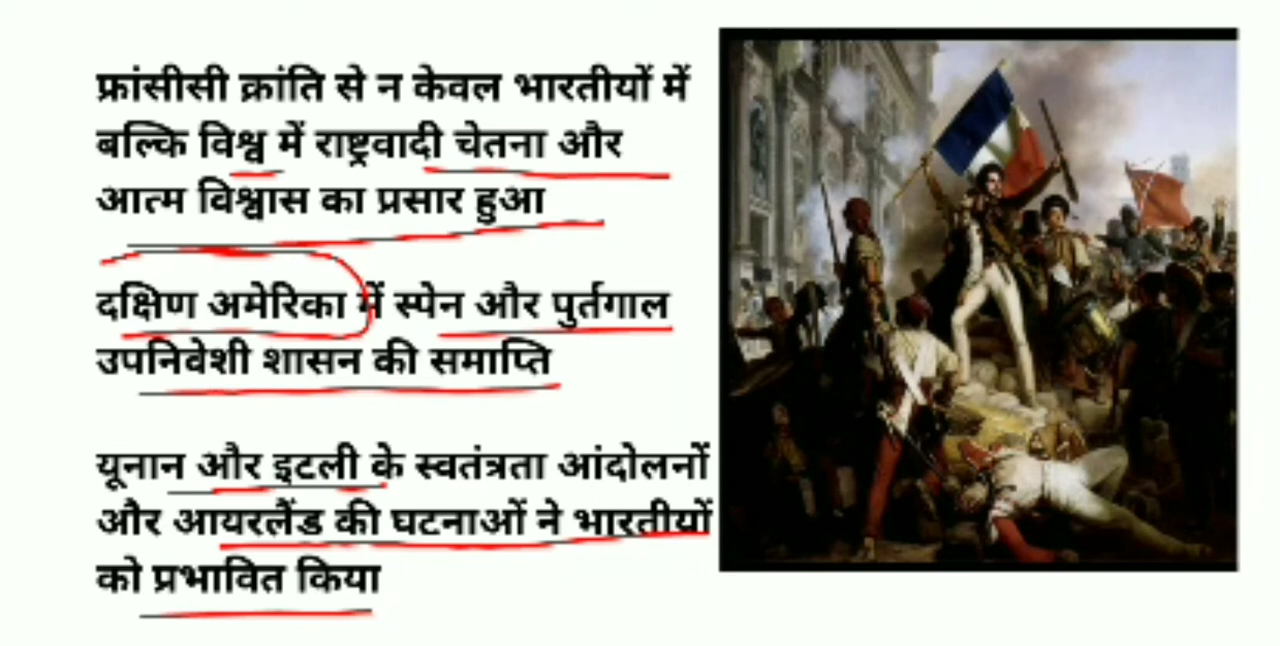 फ्रांसीसी क्रांति से न केवल भारतीयों में
बल्कि विश्व में राष्ट्रवादी चेतना और
आत्म विश्वास का प्रसार हुआ
दक्षिण अमेरिका में स्पेन और पुर्तगाल
उपनिवेशी शासन की समाप्ति
यूनान और इटली के स्वतंत्रता आंदोलनों
और आयरलैंड की घटनाओं ने भारतीयों
को प्रभावित किया